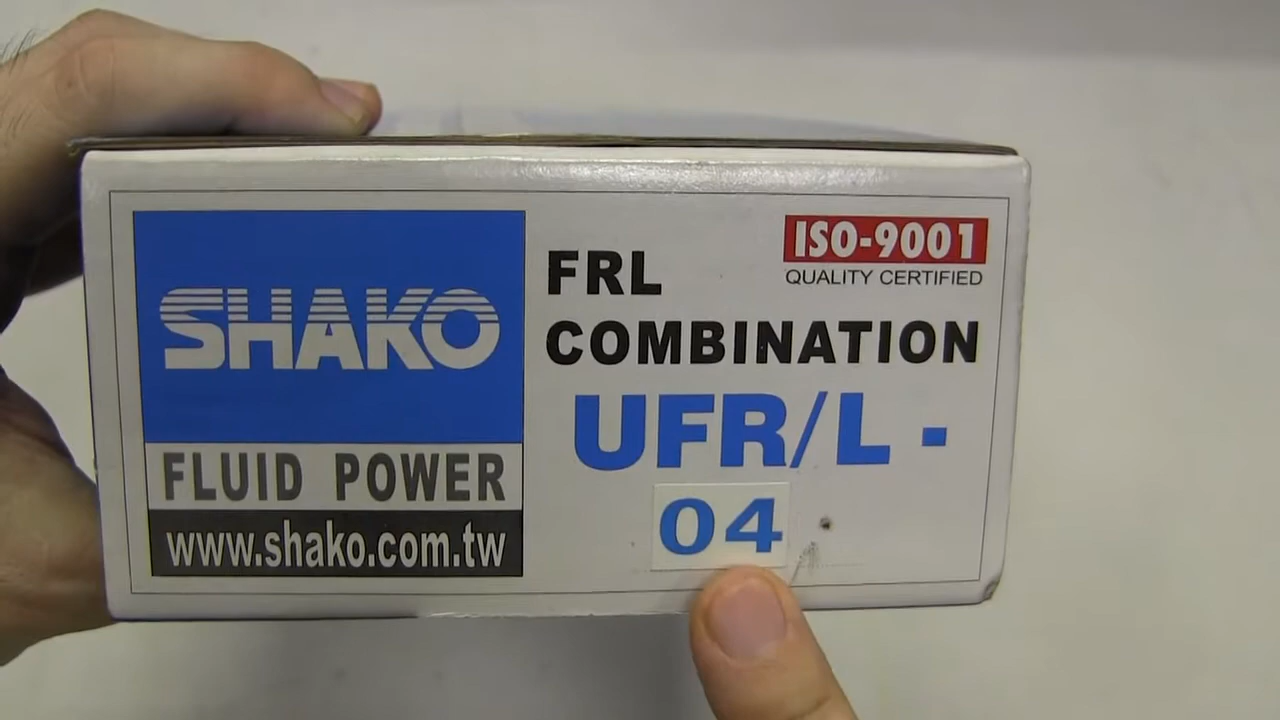 SHAKO
FLUID POWER
www.shako.com.tw
ISO-9001
QUALITY CERTIFIED
FRL
COMBINATION
UFR/L -
04